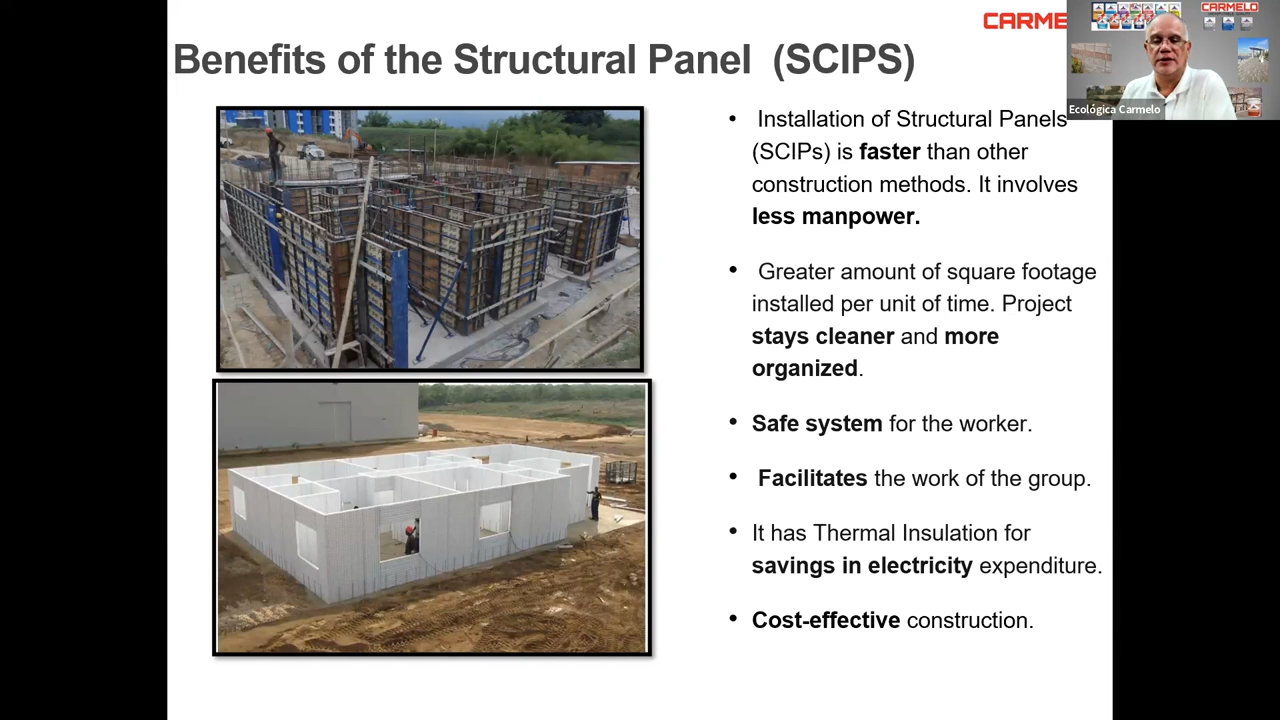 CARME
CARMELO
Benefits of the Structural Panel (SCIPS)
Ecológica Carmelo
• Installation of Structural Panels
(SCIPs) is faster than other
construction methods. It involves
less manpower.
• Greater amount of square footage
installed per unit of time. Project
stays cleaner and more
organized.
• Safe system for the worker.
• Facilitates the work of the group.
• It has Thermal Insulation for
savings in electricity expenditure.
• Cost-effective construction.